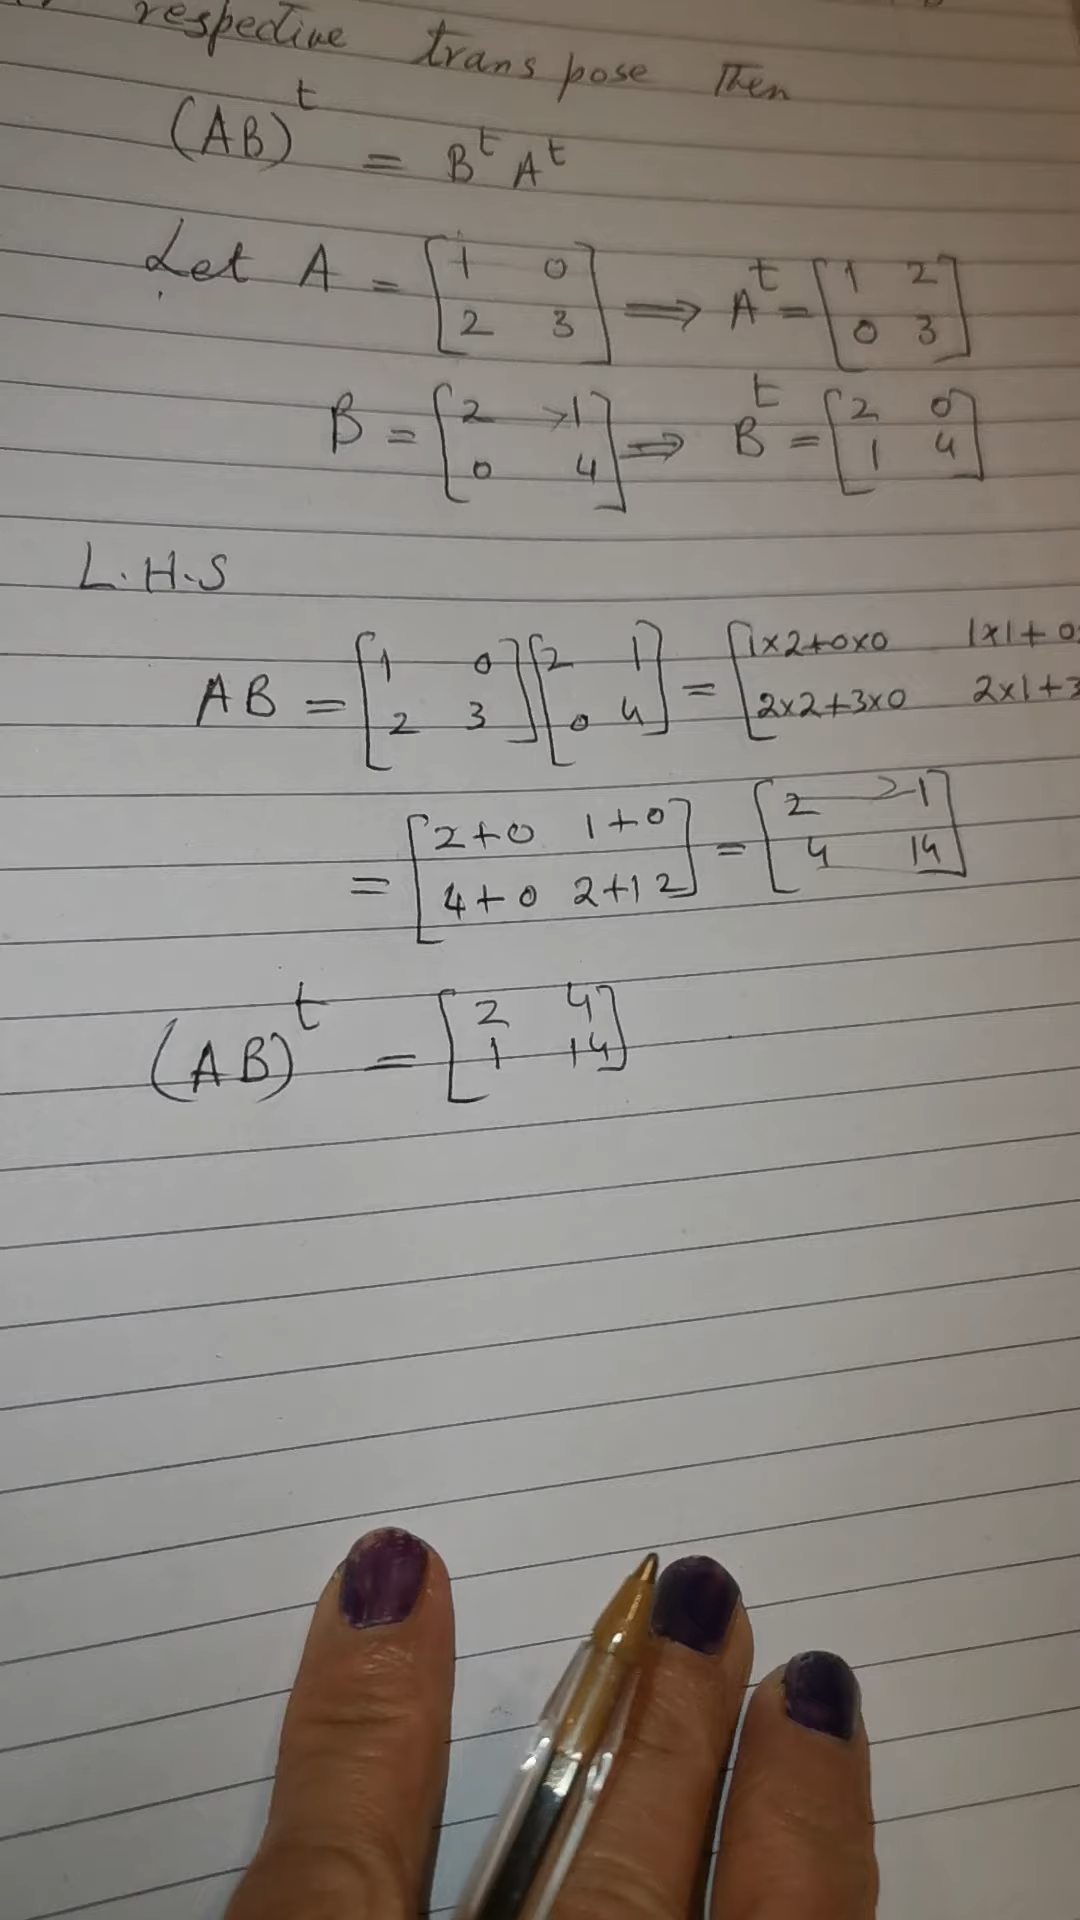 respective transpose Then
(AB)^t = B^t A^t
Let A = [1 0; 2 3] ⟹ A^t = [1 2; 0 3]
B = [2 1; 0 4] ⟹ B^t = [2 0; 1 4]
L.H.S
AB = [1 0; 2 3] [2 1; 0 4] = [1×2+0×0 1×1+0; 2×2+3×0 2×1+3
= [2+0 1+0; 4+0 2+12] = [2 1; 4 14]
(AB)^t = [2 4; 1 14]